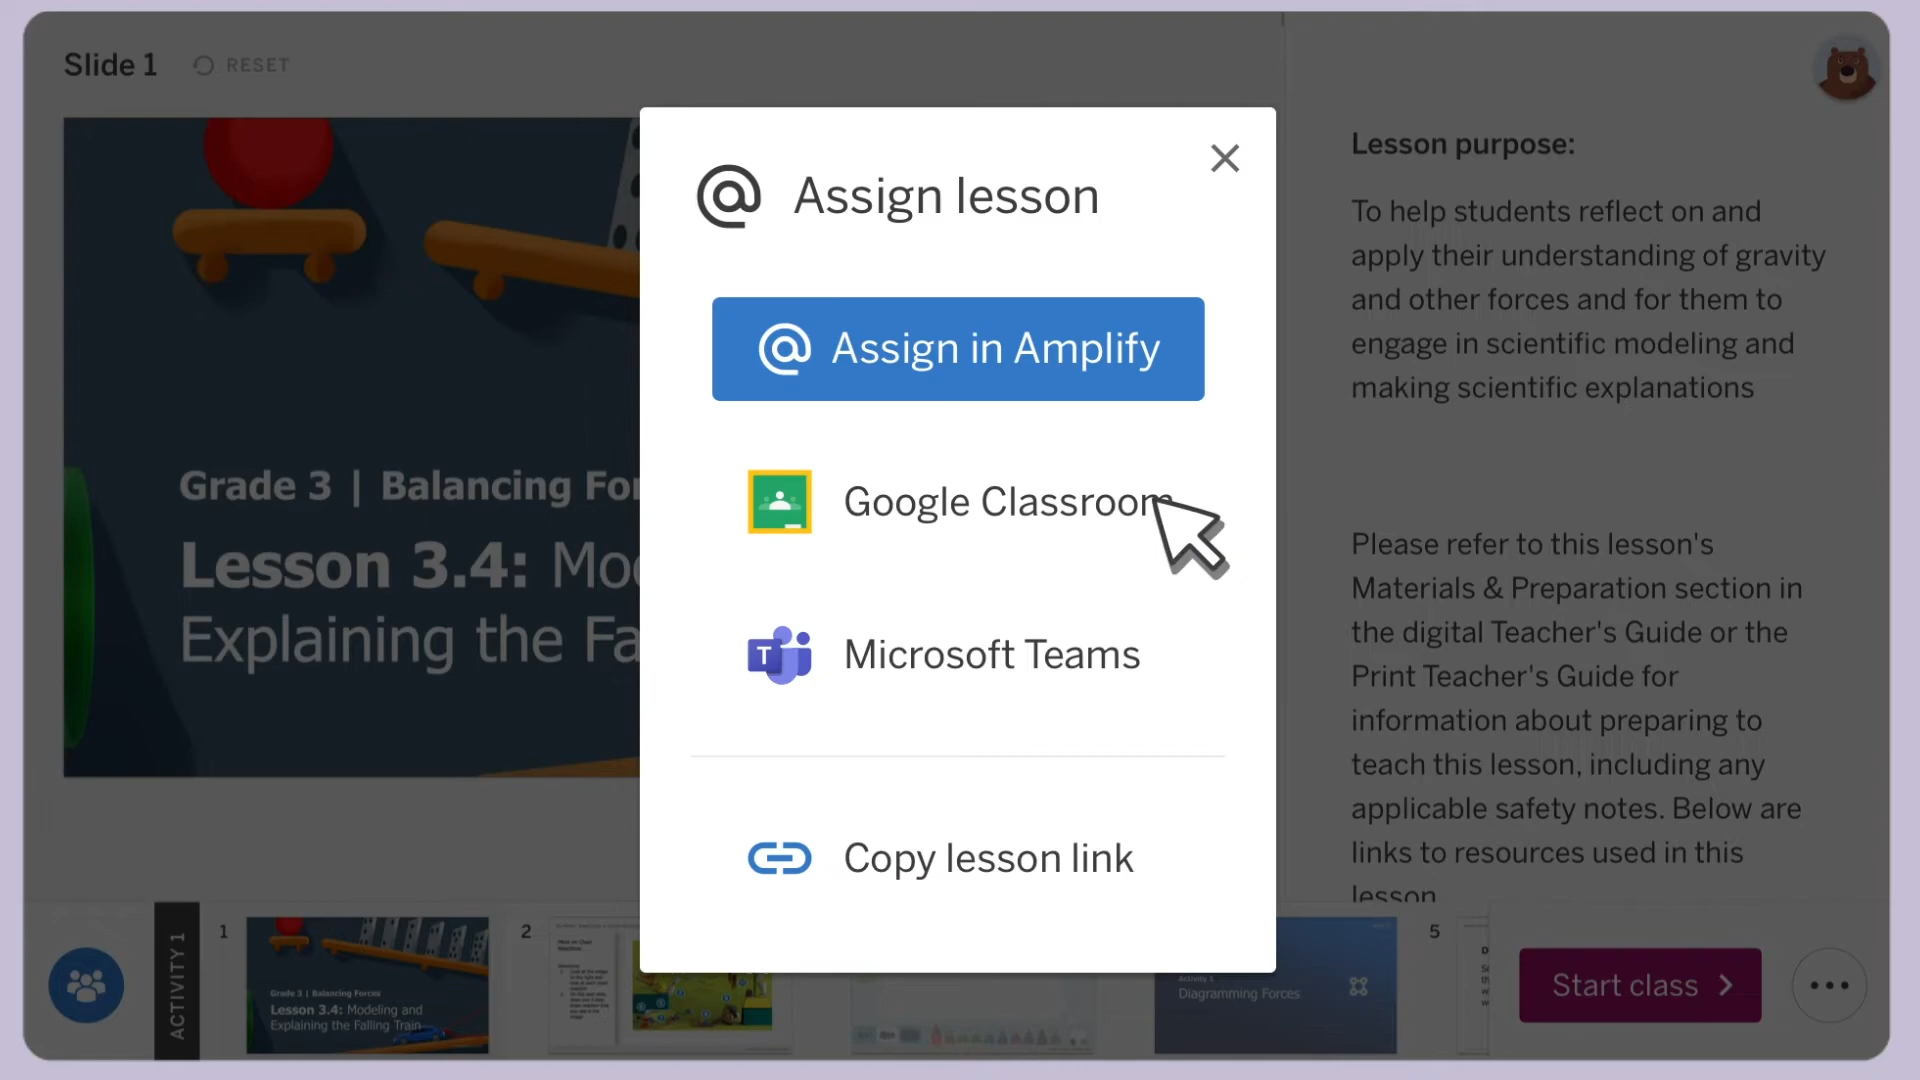 Slide 1
RESET
Grade 3 | Balancing For
Lesson 3.4: Mod
Explaining the Fa
Assign lesson
Assign in Amplify
Google Classroom
T
Microsoft Teams
Copy lesson link
Lesson purpose:
To help students reflect on and
apply their understanding of gravity
and other forces and for them to
engage in scientific modeling and
making scientific explanations
Please refer to this lesson's
Materials & Preparation section in
the digital Teacher's Guide or the
Print Teacher's Guide for
information about preparing to
teach this lesson, including any
applicable safety notes. Below are
links to resources used in this
lesson
ACTIVITY 1
1
Grade 3 | Balancing Forces
Lesson 3.4: Modeling and
Explaining the Falling Train
2
Activity 1
Diagramming Forces
5
Start class